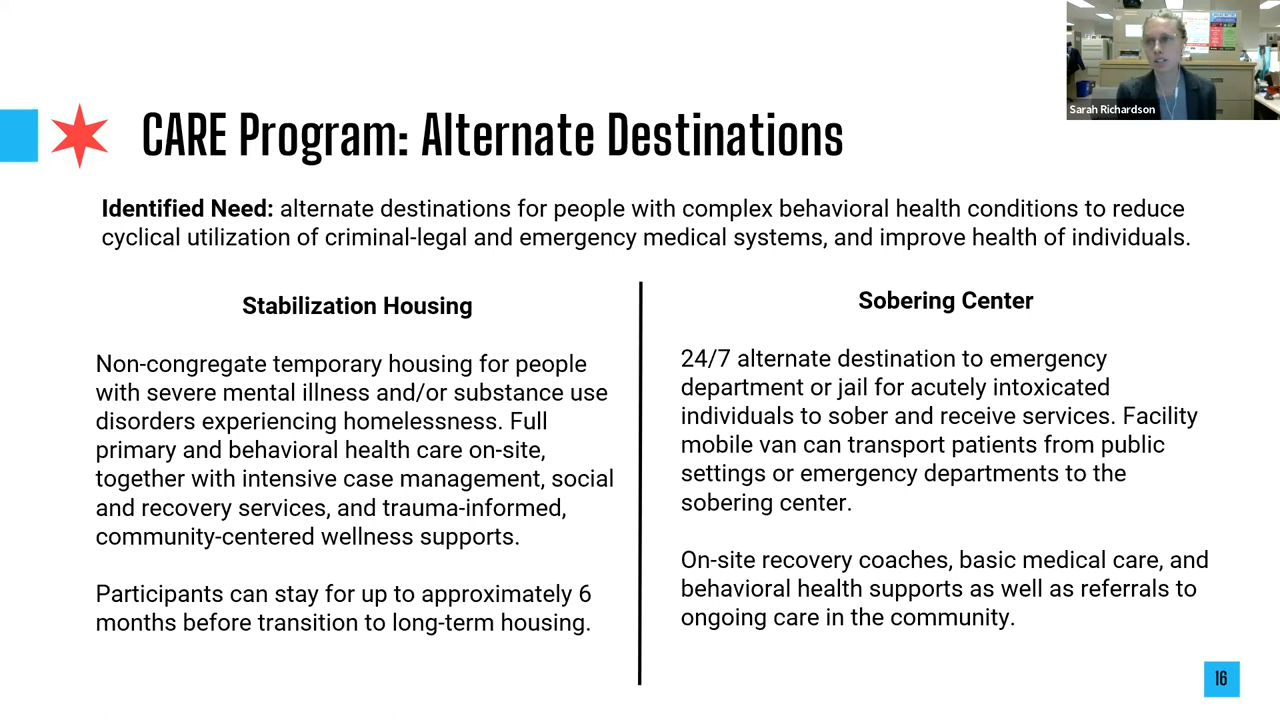 Sarah Richardson
CARE Program: Alternate Destinations
Identified Need: alternate destinations for people with complex behavioral health conditions to reduce
cyclical utilization of criminal-legal and emergency medical systems, and improve health of individuals.
Stabilization Housing
Non-congregate temporary housing for people
with severe mental illness and/or substance use
disorders experiencing homelessness. Full
primary and behavioral health care on-site,
together with intensive case management, social
and recovery services, and trauma-informed,
community-centered wellness supports.
Participants can stay for up to approximately 6
months before transition to long-term housing.
Sobering Center
24/7 alternate destination to emergency
department or jail for acutely intoxicated
individuals to sober and receive services. Facility
mobile van can transport patients from public
settings or emergency departments to the
sobering center.
On-site recovery coaches, basic medical care, and
behavioral health supports as well as referrals to
ongoing care in the community.
16